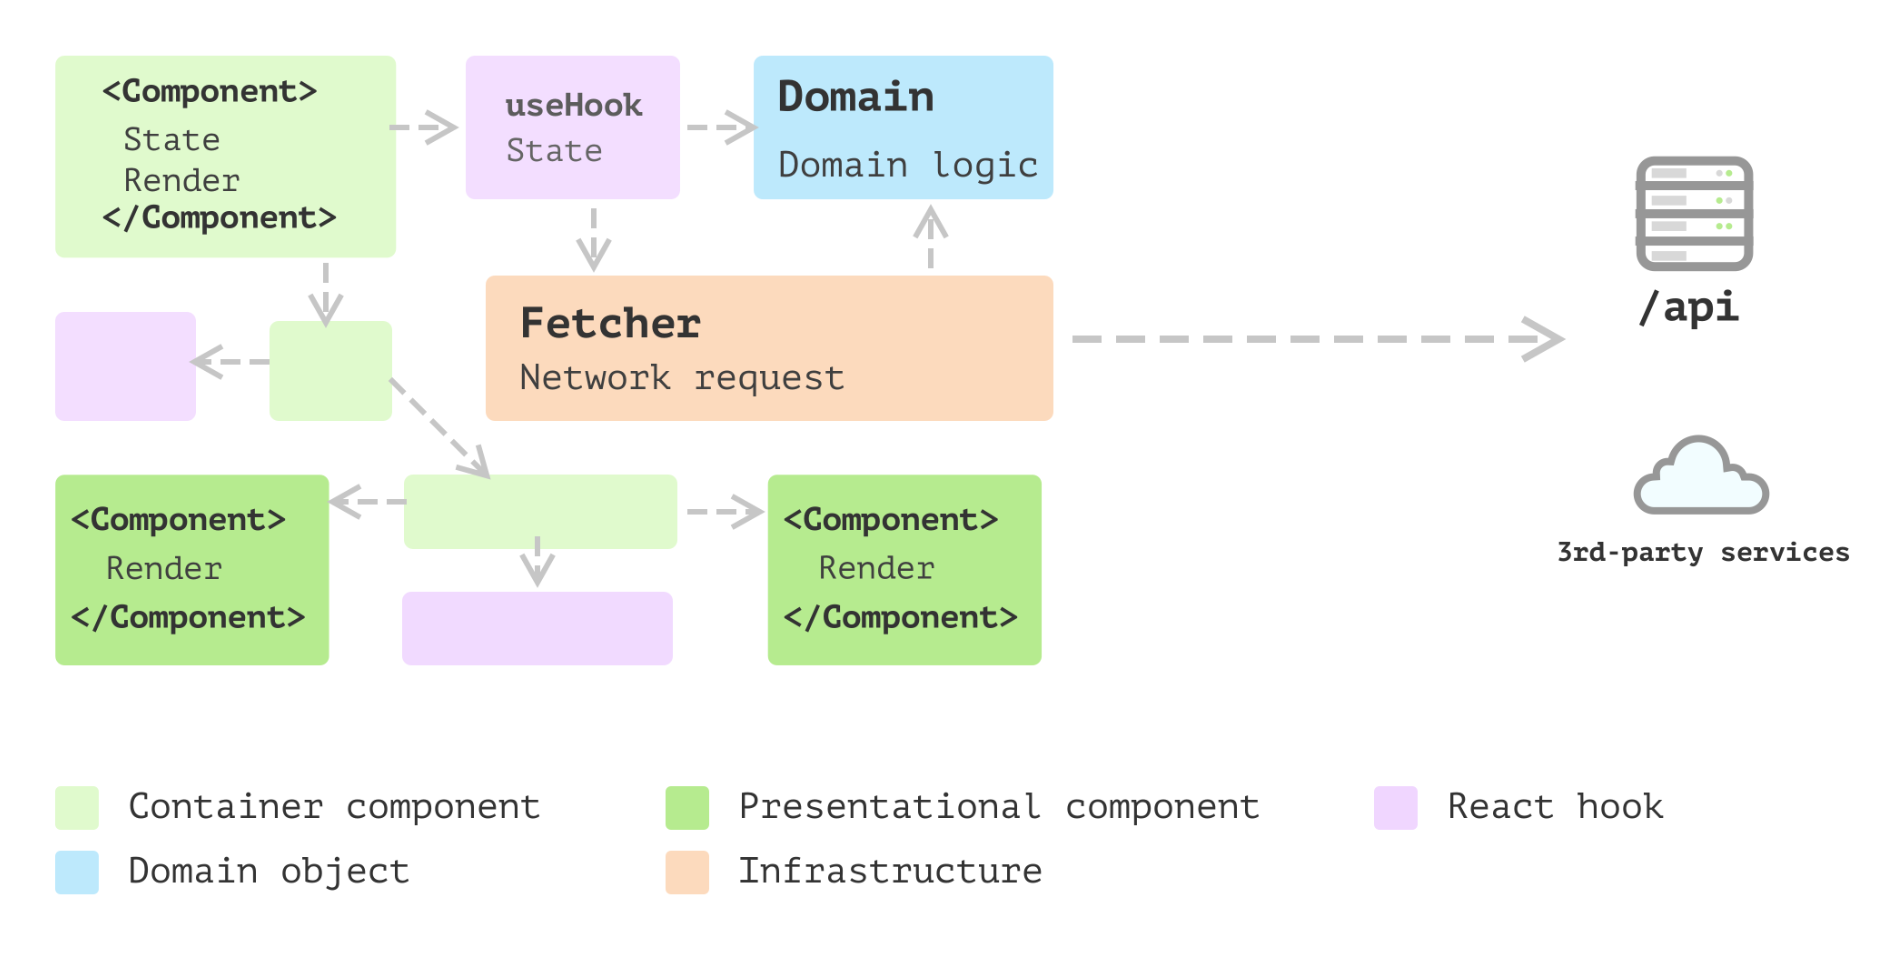 <Component>
State
Render
</Component>
useHook
State
Domain
Domain logic
Fetcher
Network request
/api
<Component>
Render
</Component>
<Component>
Render
</Component>
3rd-party services
Container component
Presentational component
React hook
Domain object
Infrastructure